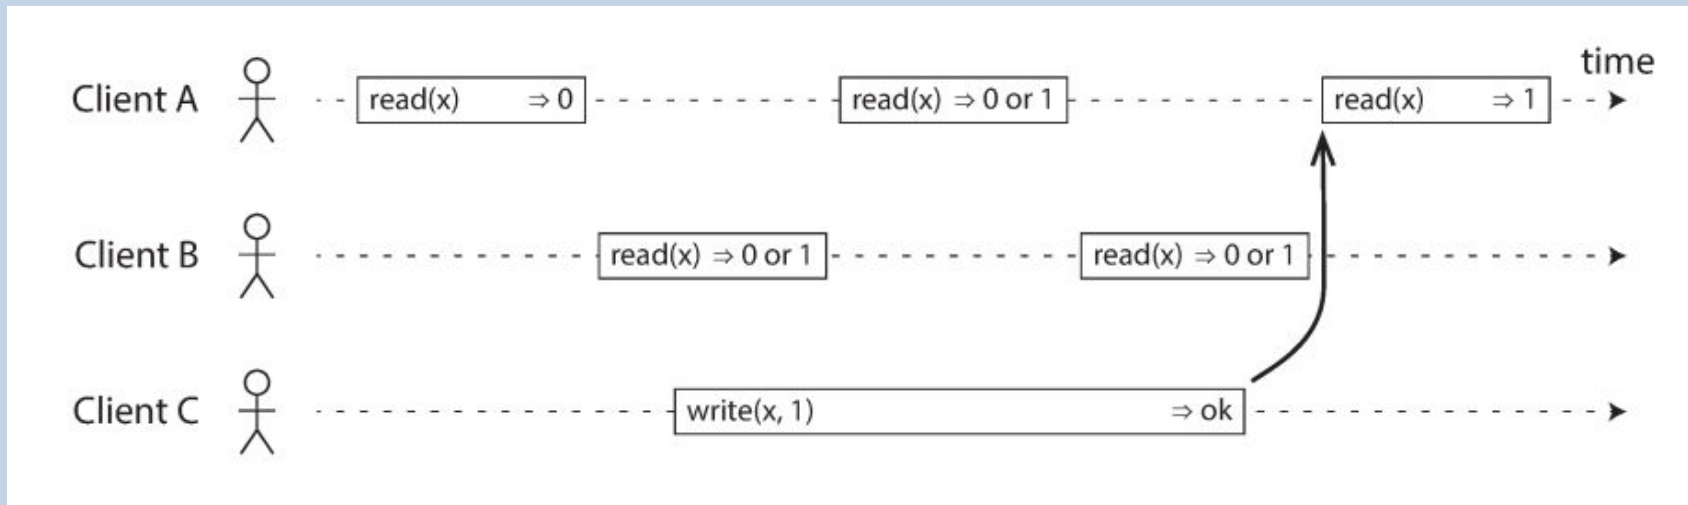 time
Client A read(x) ⇒ 0 read(x) ⇒ 0 or 1 read(x) ⇒ 1
Client B read(x) ⇒ 0 or 1 read(x) ⇒ 0 or 1
Client C write(x, 1) ⇒ ok